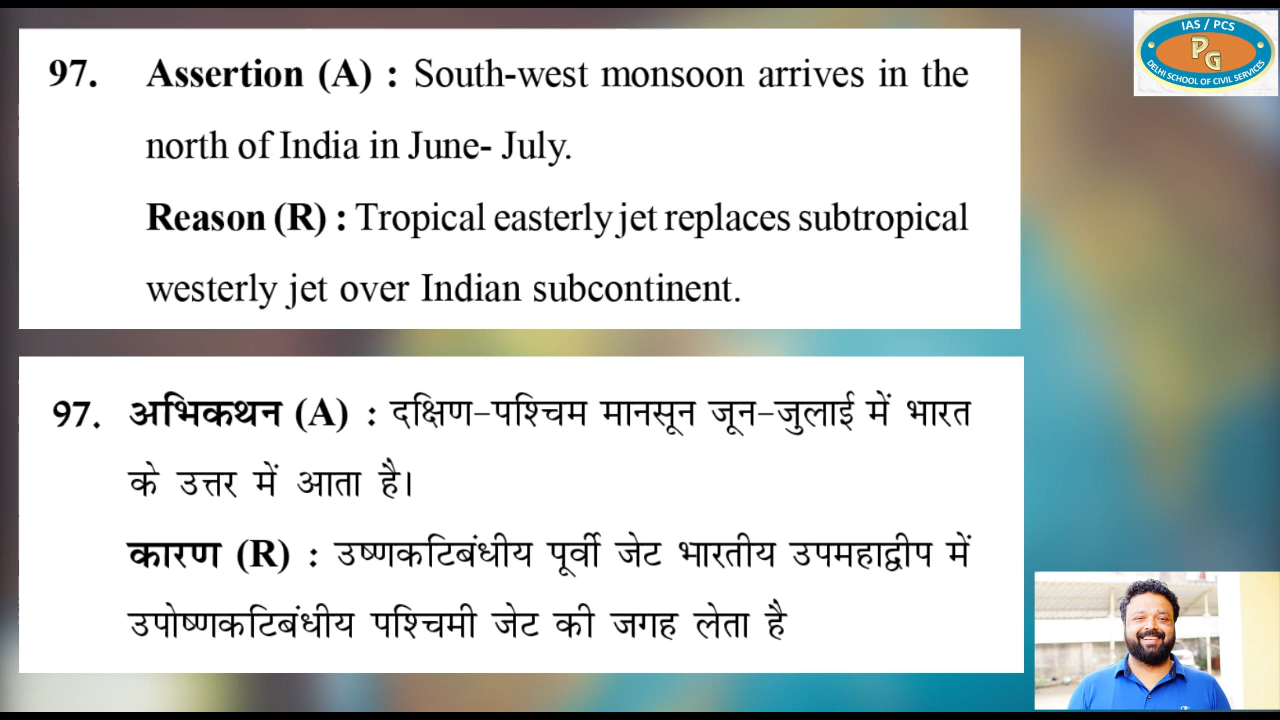 97. Assertion (A) : South-west monsoon arrives in the
north of India in June- July.
Reason (R) : Tropical easterly jet replaces subtropical
westerly jet over Indian subcontinent.
97. अभिकथन (A) : दक्षिण-पश्चिम मानसून जून-जुलाई में भारत
के उत्तर में आता है।
कारण (R) : उष्णकटिबंधीय पूर्वी जेट भारतीय उपमहाद्वीप में
उपोष्णकटिबंधीय पश्चिमी जेट की जगह लेता है
IAS / PCS
PG
DELHI SCHOOL OF CIVIL SERVICES